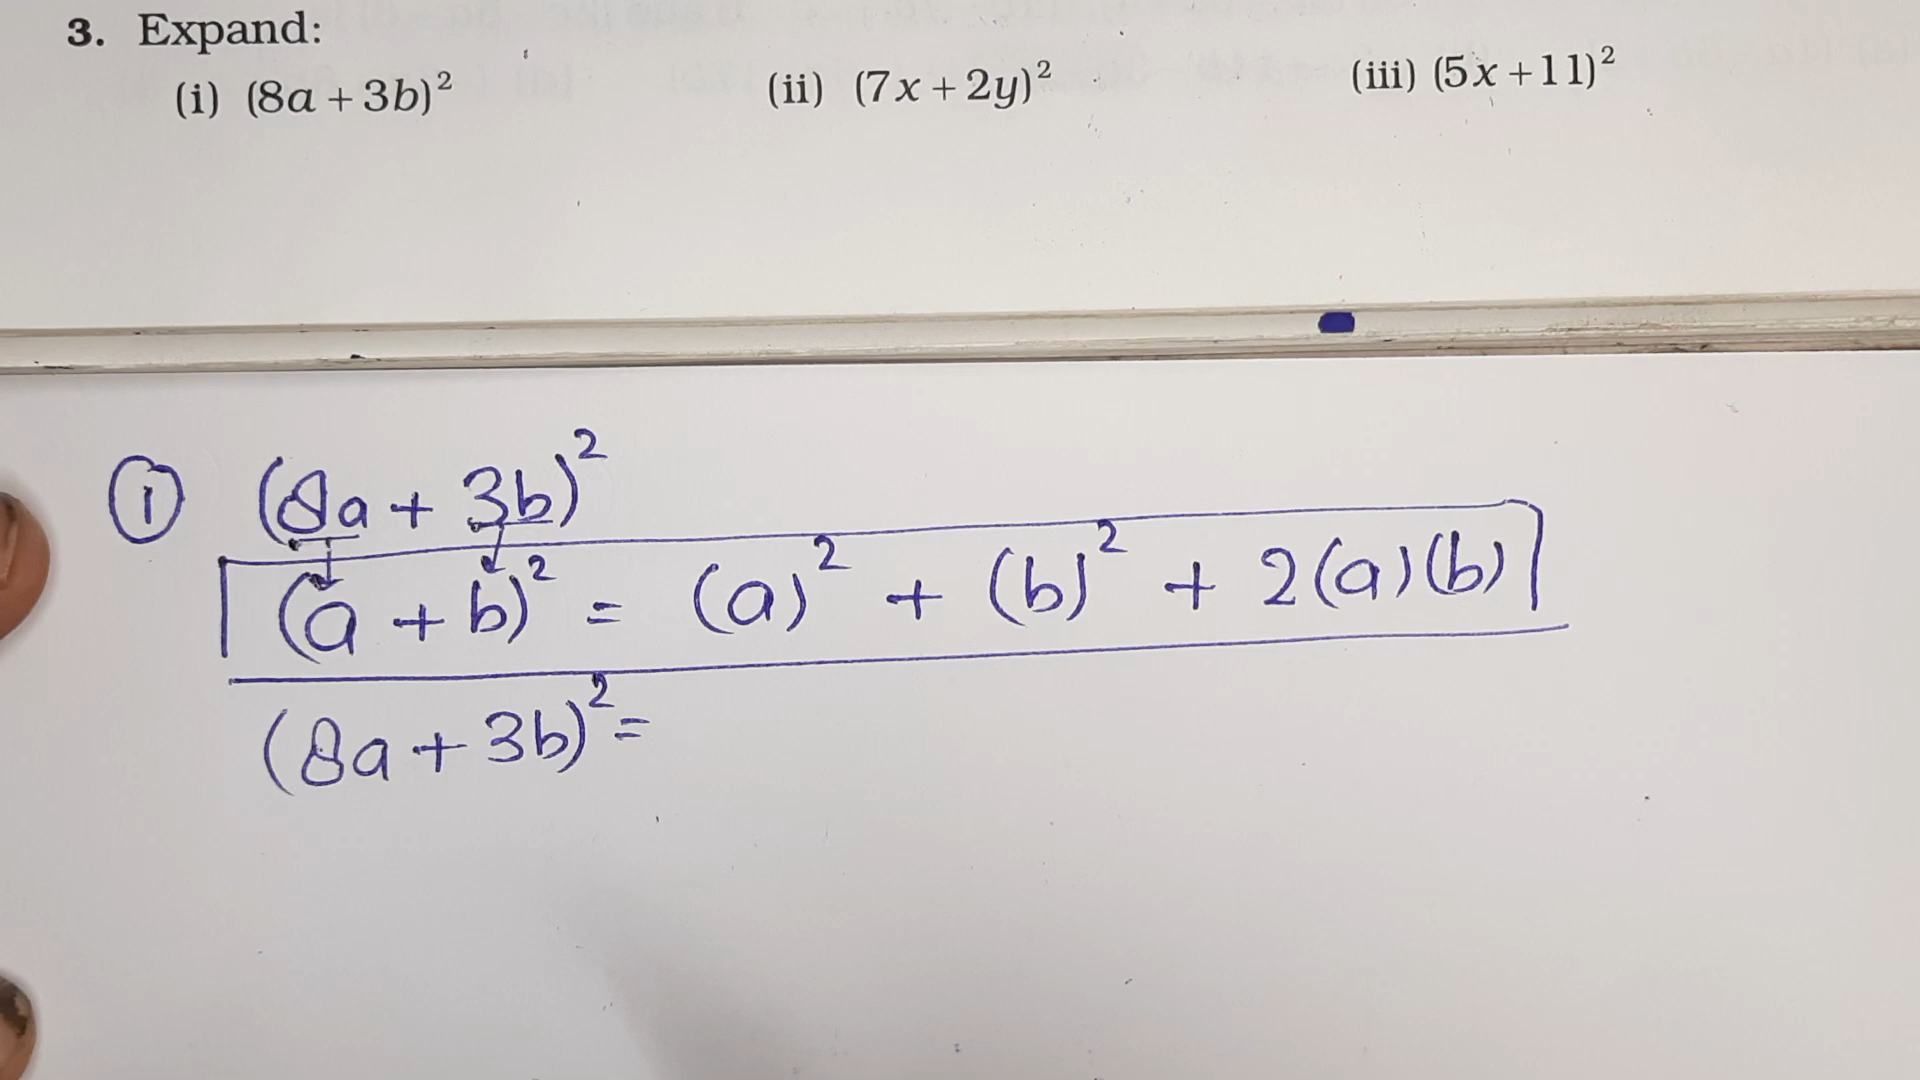 3. Expand:
(i) (8a + 3b)² (ii) (7x + 2y)² (iii) (5x + 11)²
(i) (8a + 3b)²
(a + b)² = (a)² + (b)² + 2(a)(b)
(8a + 3b)² =